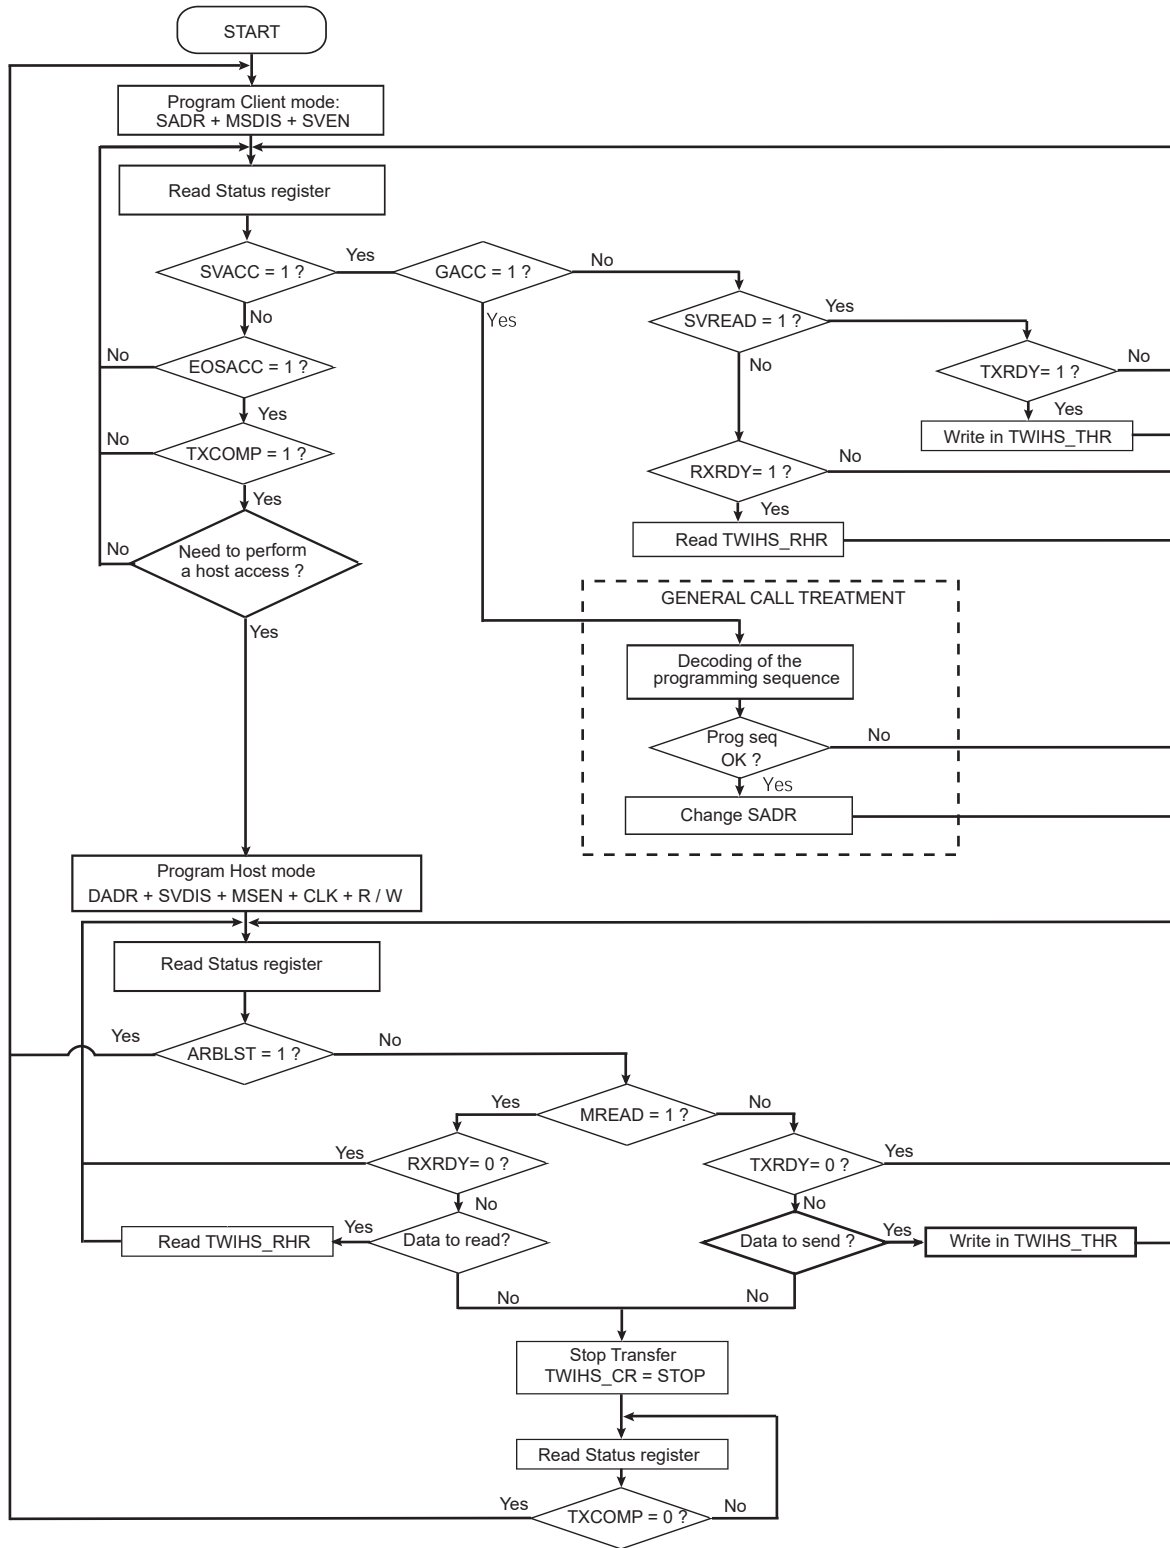 START
Program Client mode:
SADR + MSDIS + SVEN
Read Status register
SVACC = 1 ?
Yes
GACC = 1 ?
No
SVREAD = 1 ?
Yes
No
Yes
No
EOSACC = 1 ?
No
TXRDY= 1 ?
No
Yes
Yes
Write in TWIHS_THR
No
TXCOMP = 1 ?
RXRDY= 1 ?
No
Yes
Yes
Read TWIHS_RHR
No
Need to perform
a host access ?
Yes
GENERAL CALL TREATMENT
Decoding of the
programming sequence
Prog seq
OK ?
No
Yes
Change SADR
Program Host mode
DADR + SVDIS + MSEN + CLK + R / W
Read Status register
Yes
ARBLST = 1 ?
No
Yes
MREAD = 1 ?
No
Yes
RXRDY= 0 ?
TXRDY= 0 ?
Yes
No
No
Read TWIHS_RHR
Yes
Data to read?
Data to send ?
Yes
Write in TWIHS_THR
No
No
Stop Transfer
TWIHS_CR = STOP
Read Status register
Yes
TXCOMP = 0 ?
No